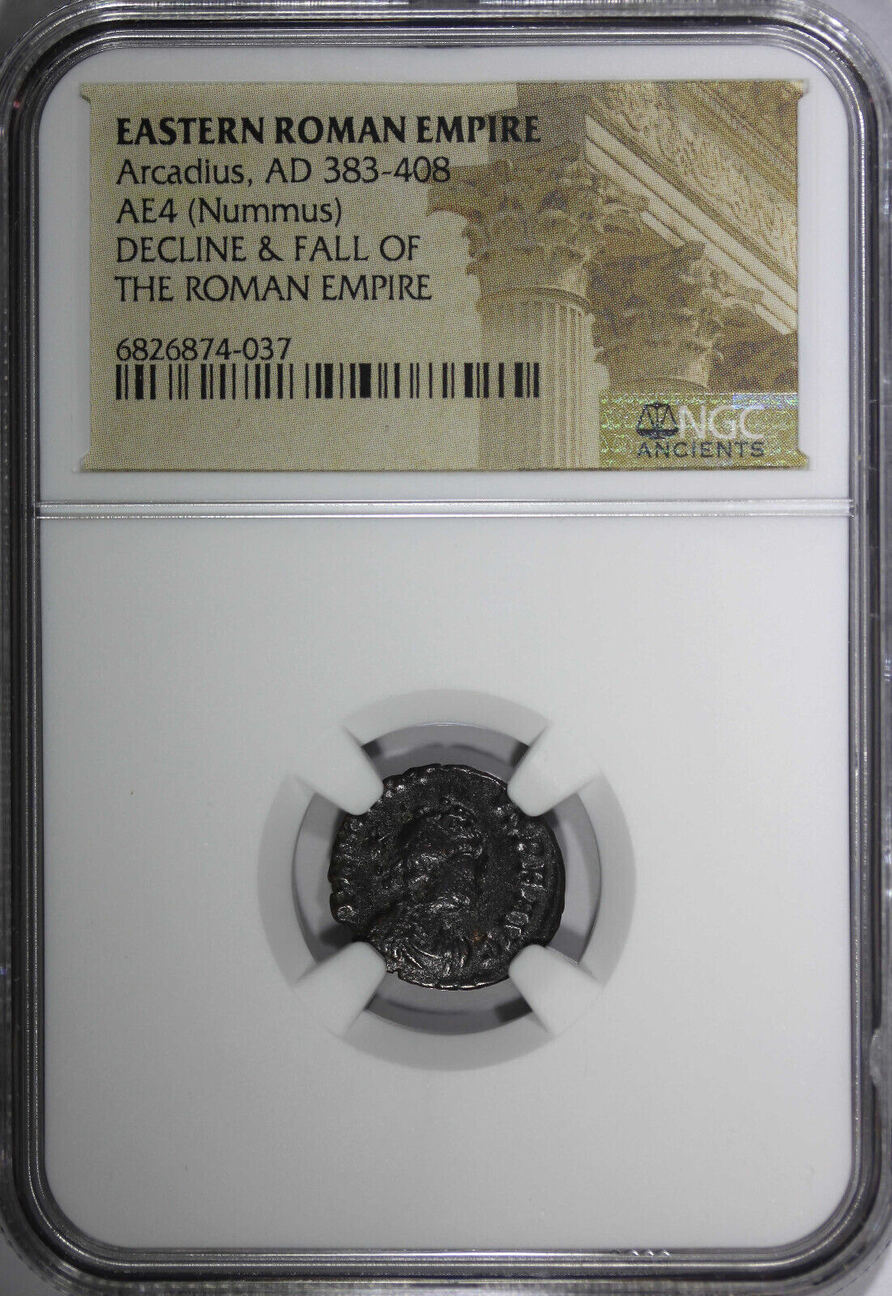 EASTERN ROMAN EMPIRE
Arcadius, AD 383-408
AE4 (Nummus)
DECLINE & FALL OF
THE ROMAN EMPIRE
6826874-037
NGC
ANCIENTS